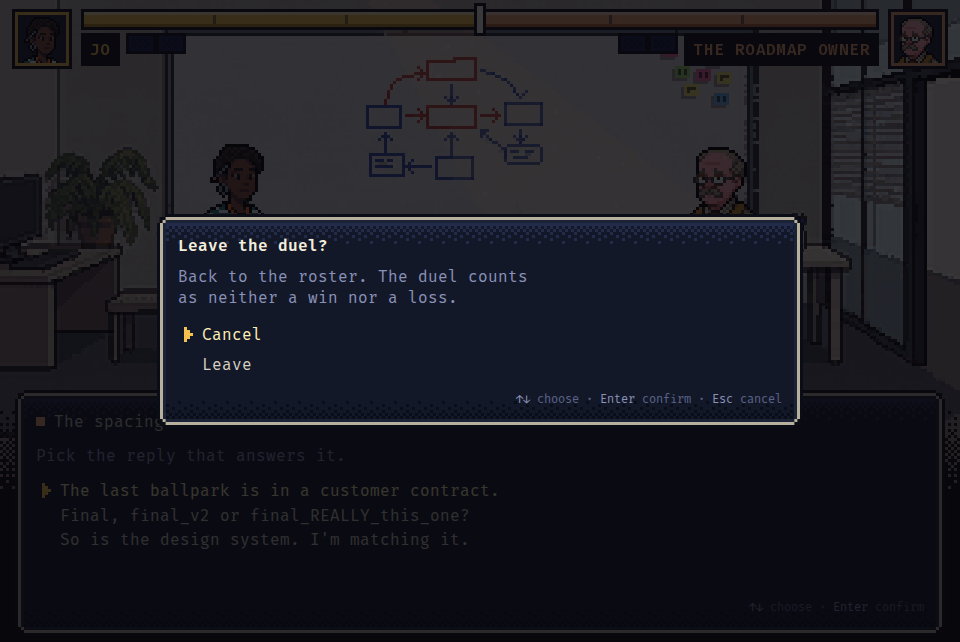 JO
THE ROADMAP OWNER
Leave the duel?
Back to the roster. The duel counts
as neither a win nor a loss.
Cancel
Leave
↑↓ choose · Enter confirm · Esc cancel
The spacing
Pick the reply that answers it.
The last ballpark is in a customer contract.
Final, final_v2 or final_REALLY_this_one?
So is the design system. I'm matching it.
↑↓ choose · Enter confirm